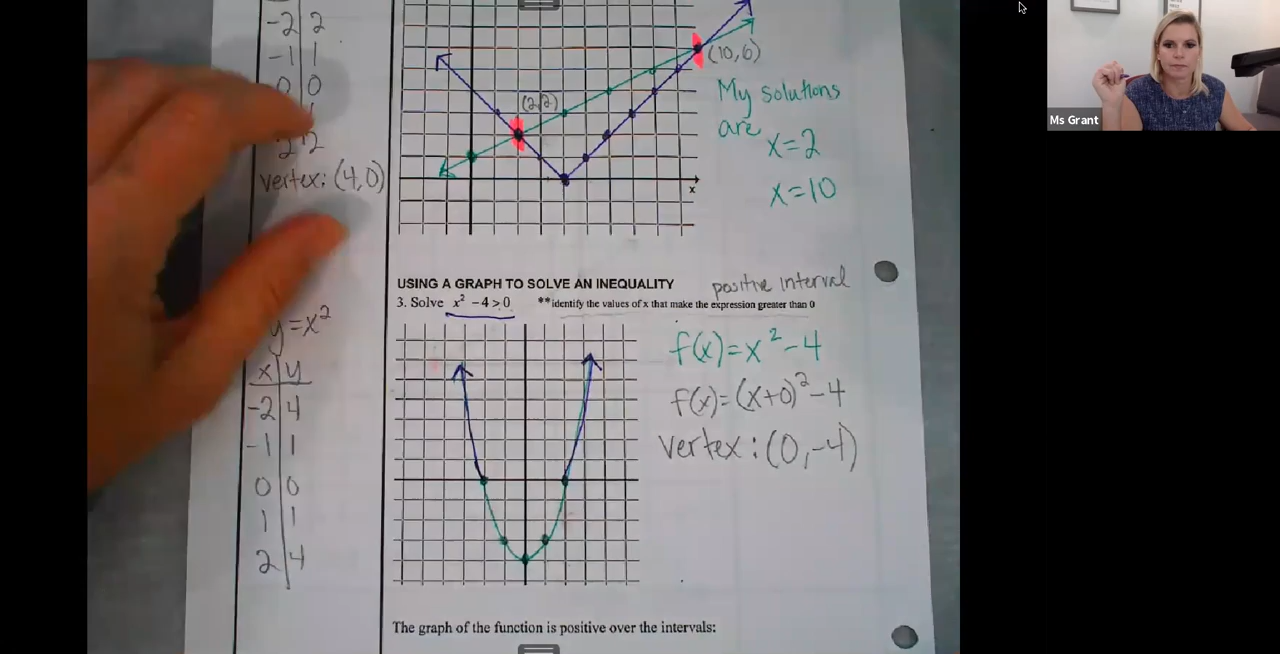 -2 2
-1 1
0 0
2 2
vertex: (4,0)
(2,2)
(10,6)
x
My solutions
are x=2
x=10
Ms Grant
USING A GRAPH TO SOLVE AN INEQUALITY
positive interval
3. Solve x² -4>0 **identify the values of x that make the expression greater than 0
y=x²
x y
-2 4
-1 1
0 0
1 1
2 4
f(x)=x²-4
f(x)=(x+0)²-4
vertex:(0,-4)
The graph of the function is positive over the intervals: